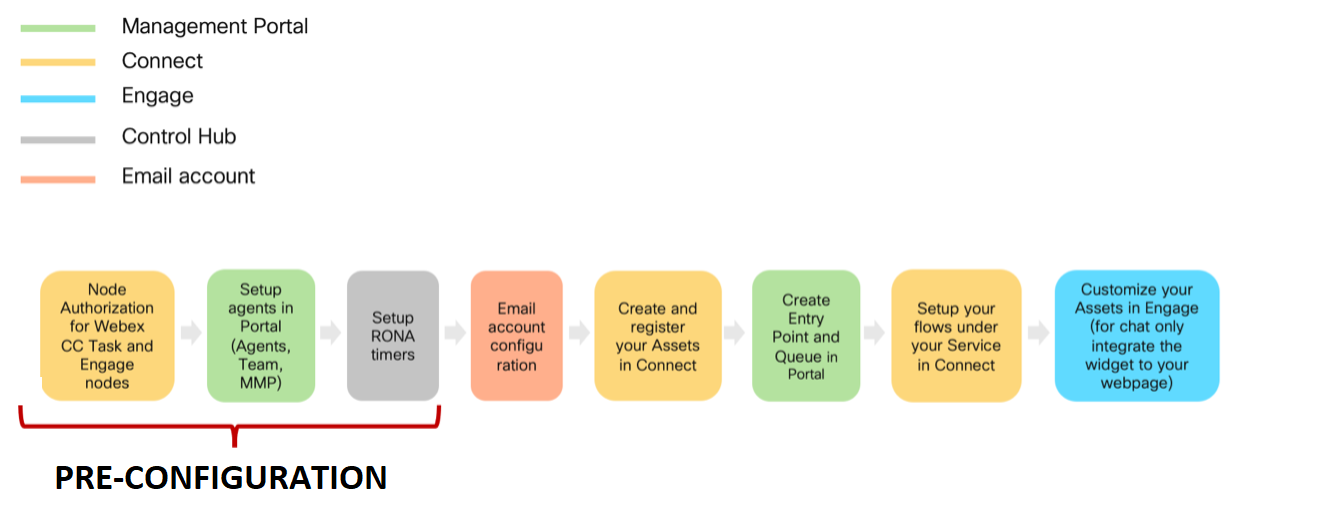 Management Portal
Connect
Engage
Control Hub
Email account
Node
Authorization
for Webex
CC Task and
Engage
nodes
Setup
agents in
Portal
(Agents,
Team,
MMP)
Setup
RONA
timers
Email
account
configu
ration
Create and
register
your Assets
in Connect
Create
Entry
Point and
Queue in
Portal
Setup your
flows under
your Service
in Connect
Customize your
Assets in Engage
(for chat only
integrate the
widget to your
webpage)
PRE-CONFIGURATION